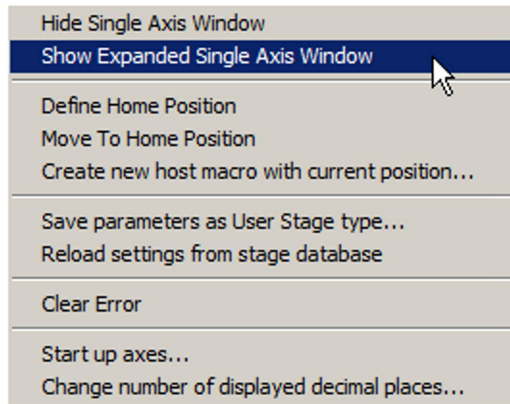 Hide Single Axis Window
Show Expanded Single Axis Window
Define Home Position
Move To Home Position
Create new host macro with current position...
Save parameters as User Stage type...
Reload settings from stage database
Clear Error
Start up axes...
Change number of displayed decimal places...